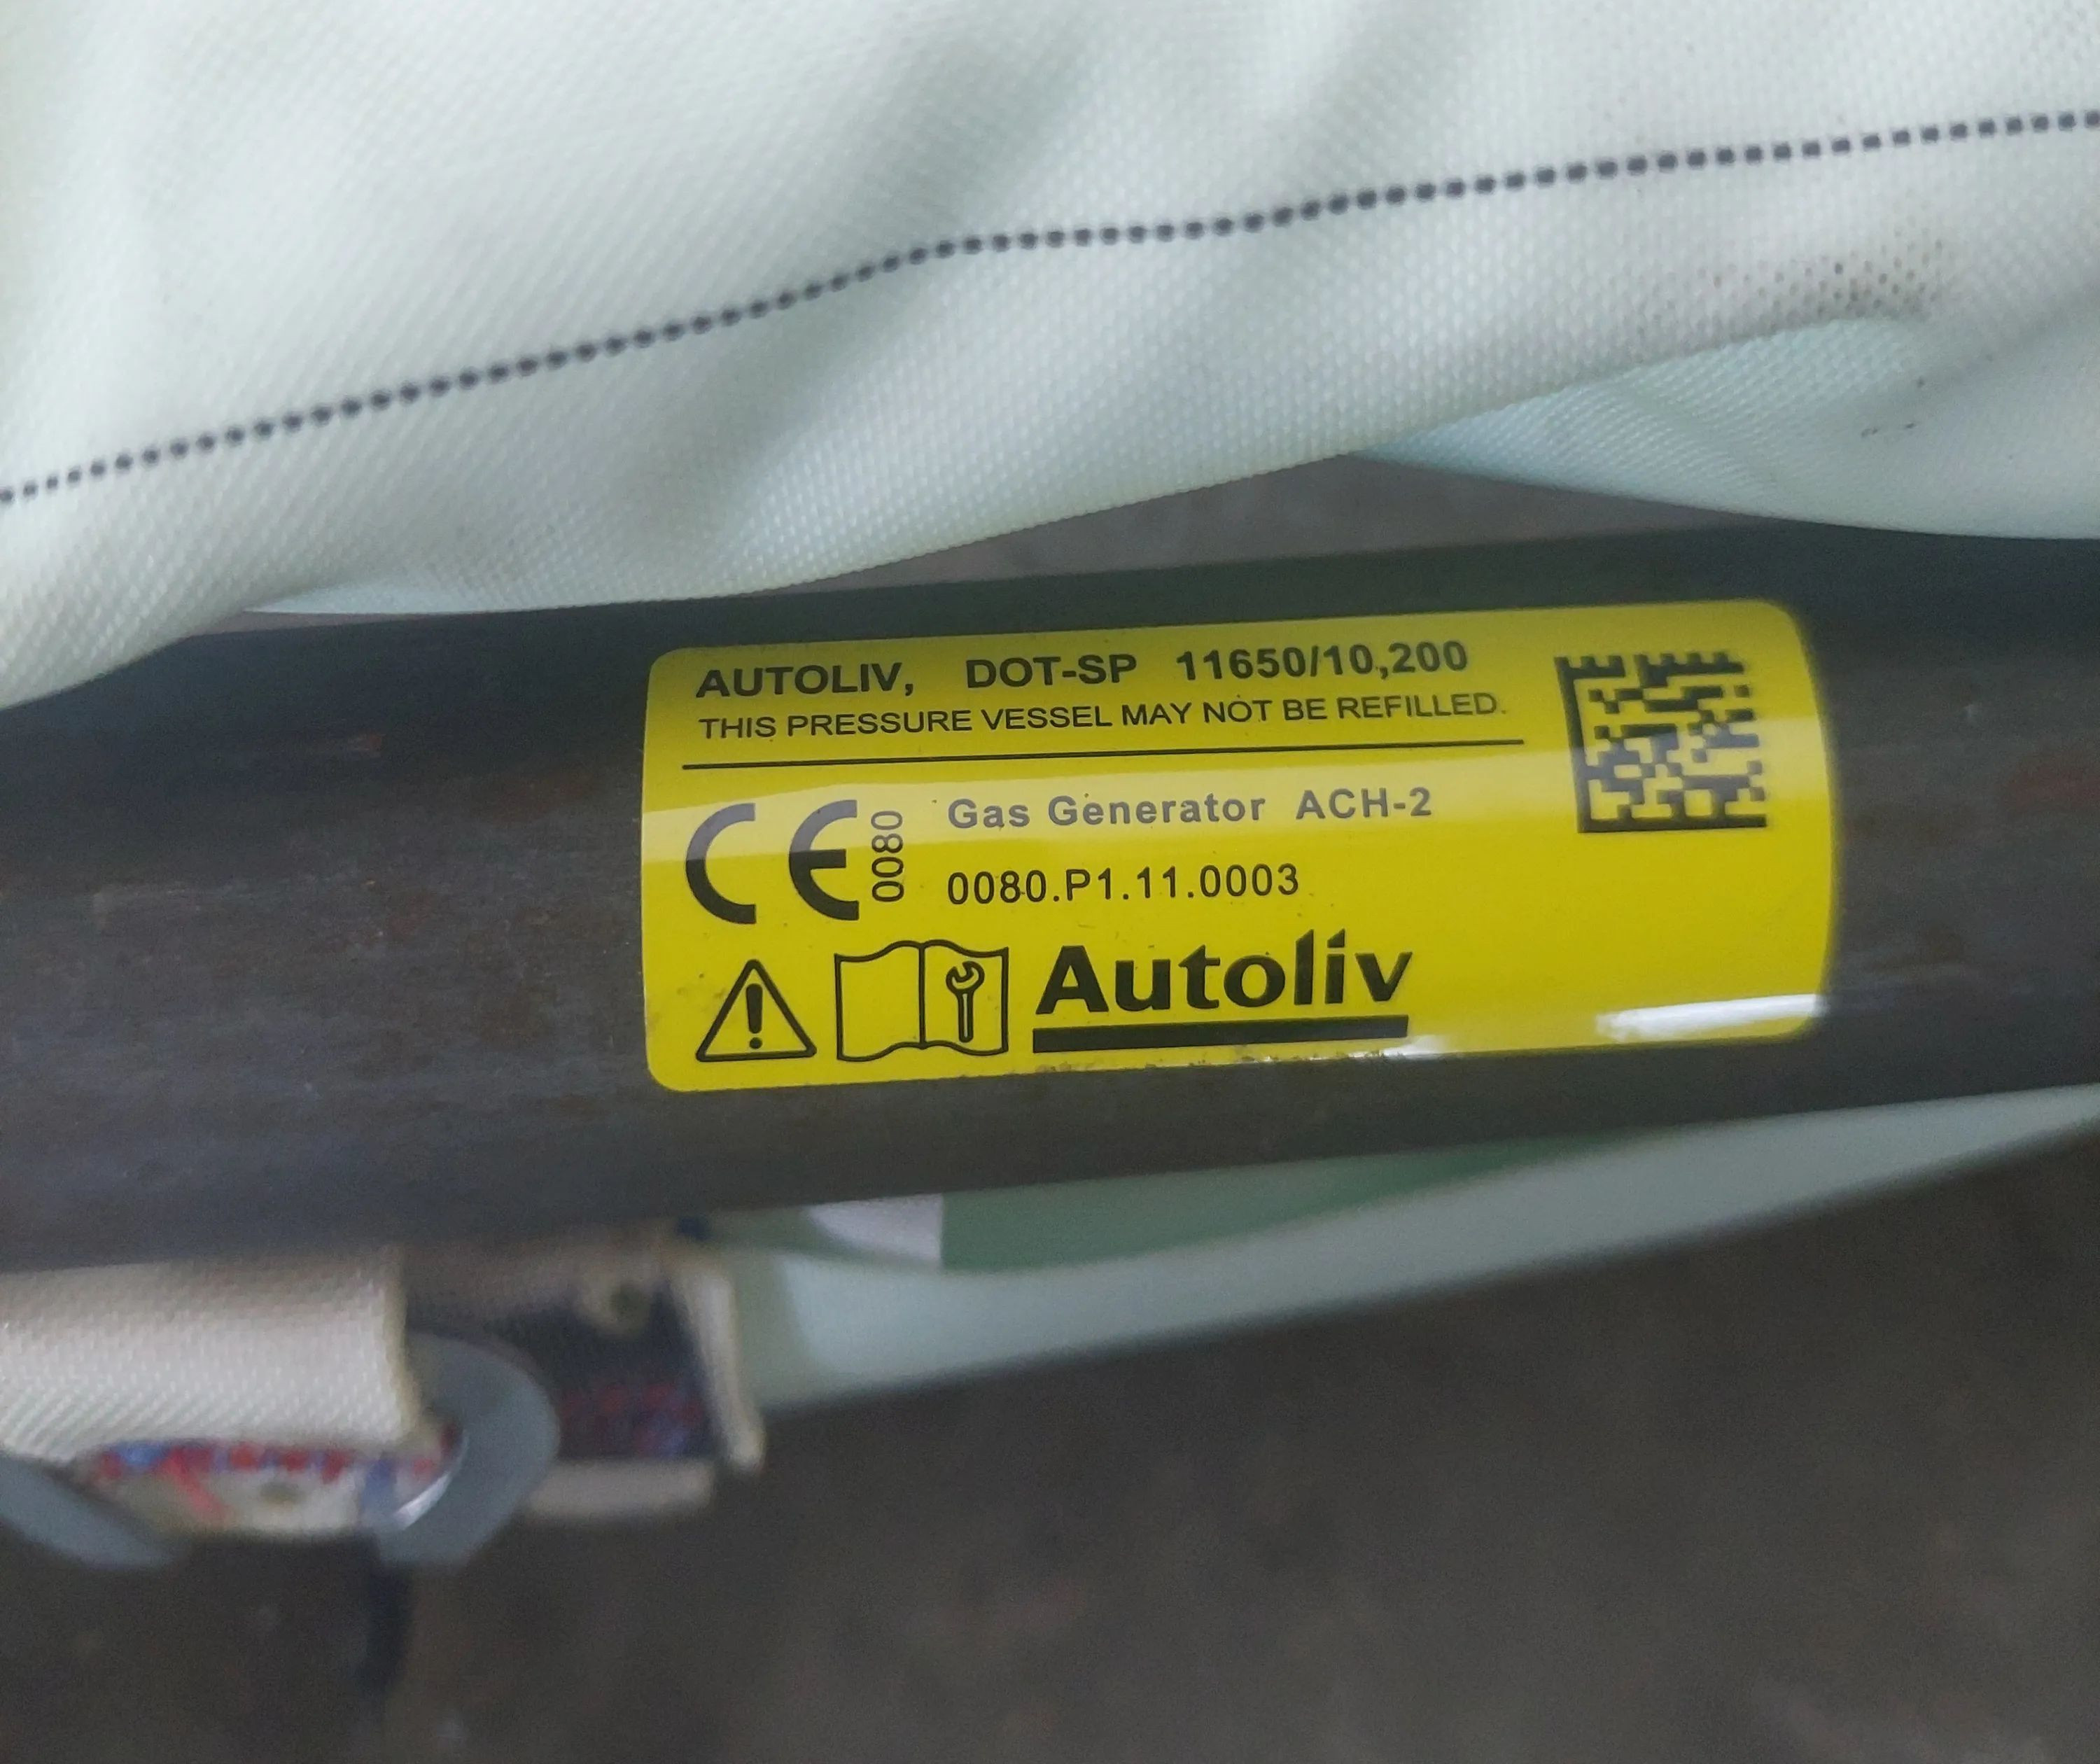 AUTOLIV, DOT-SP 11650/10,200
THIS PRESSURE VESSEL MAY NOT BE REFILLED.
CE 0080
Gas Generator ACH-2
0080.P1.11.0003
Autoliv